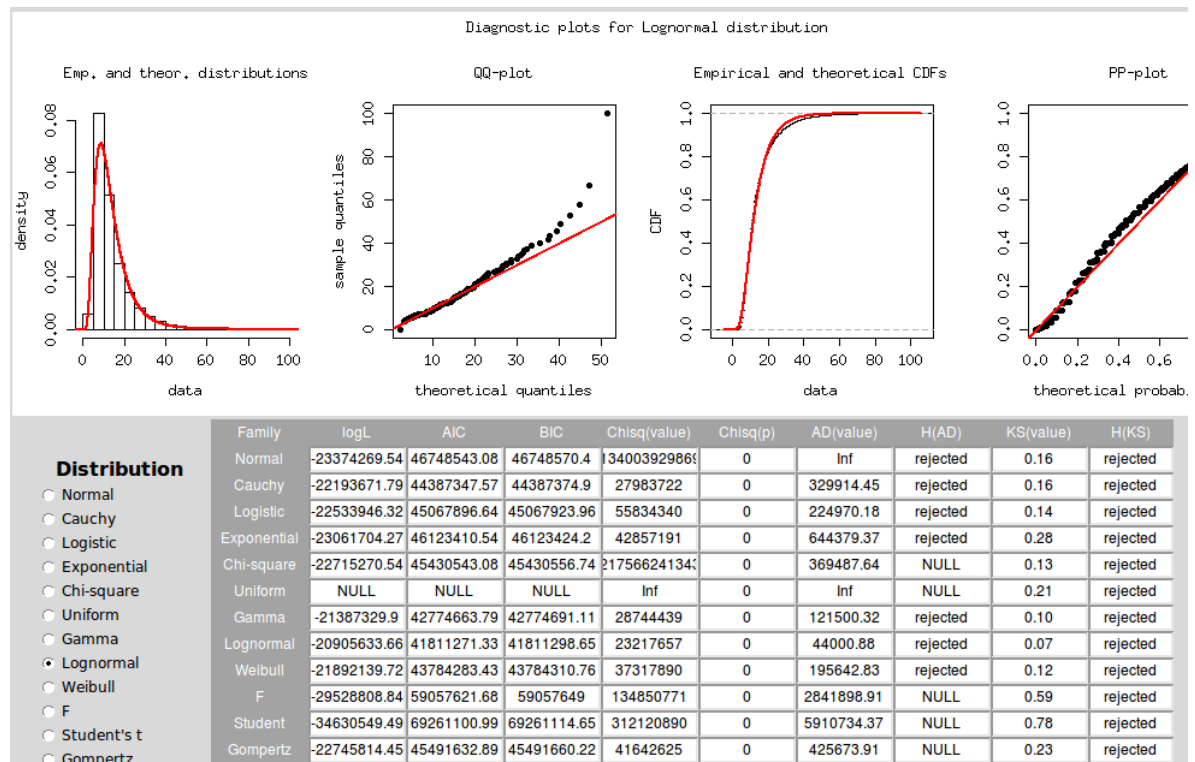 Diagnostic plots for Lognormal distribution
Emp. and theor. distributions
density
0.00 0.02 0.04 0.06 0.08
0 20 40 60 80 100
data
QQ-plot
sample quantiles
0 20 40 60 80 100
10 20 30 40 50
theoretical quantiles
Empirical and theoretical CDFs
CDF
0.0 0.2 0.4 0.6 0.8 1.0
0 20 40 60 80 100
data
PP-plot
0.0 0.2 0.4 0.6 0.8 1.0
0.0 0.2 0.4 0.6
theoretical probab.
Distribution
Normal
Cauchy
Logistic
Exponential
Chi-square
Uniform
Gamma
Lognormal
Weibull
F
Student's t
Gompertz
Family logL AIC BIC Chisq(value) Chisq(p) AD(value) H(AD) KS(value) H(KS)
Normal -23374269.54 46748543.08 46748570.4 134003929869 0 Inf rejected 0.16 rejected
Cauchy -22193671.79 44387347.57 44387374.9 27983722 0 329914.45 rejected 0.16 rejected
Logistic -22533946.32 45067896.64 45067923.96 55834340 0 224970.18 rejected 0.14 rejected
Exponential -23061704.27 46123410.54 46123424.2 42857191 0 644379.37 rejected 0.28 rejected
Chi-square -22715270.54 45430543.08 45430556.74 217566241343 0 369487.64 NULL 0.13 rejected
Uniform NULL NULL NULL Inf 0 Inf NULL 0.21 rejected
Gamma -21387329.9 42774663.79 42774691.11 28744439 0 121500.32 rejected 0.10 rejected
Lognormal -20905633.66 41811271.33 41811298.65 23217657 0 44000.88 rejected 0.07 rejected
Weibull -21892139.72 43784283.43 43784310.76 37317890 0 195642.83 rejected 0.12 rejected
F -29528808.84 59057621.68 59057649 134850771 0 2841898.91 NULL 0.59 rejected
Student -34630549.49 69261100.99 69261114.65 312120890 0 5910734.37 NULL 0.78 rejected
Gompertz -22745814.45 45491632.89 45491660.22 41642625 0 425673.91 NULL 0.23 rejected